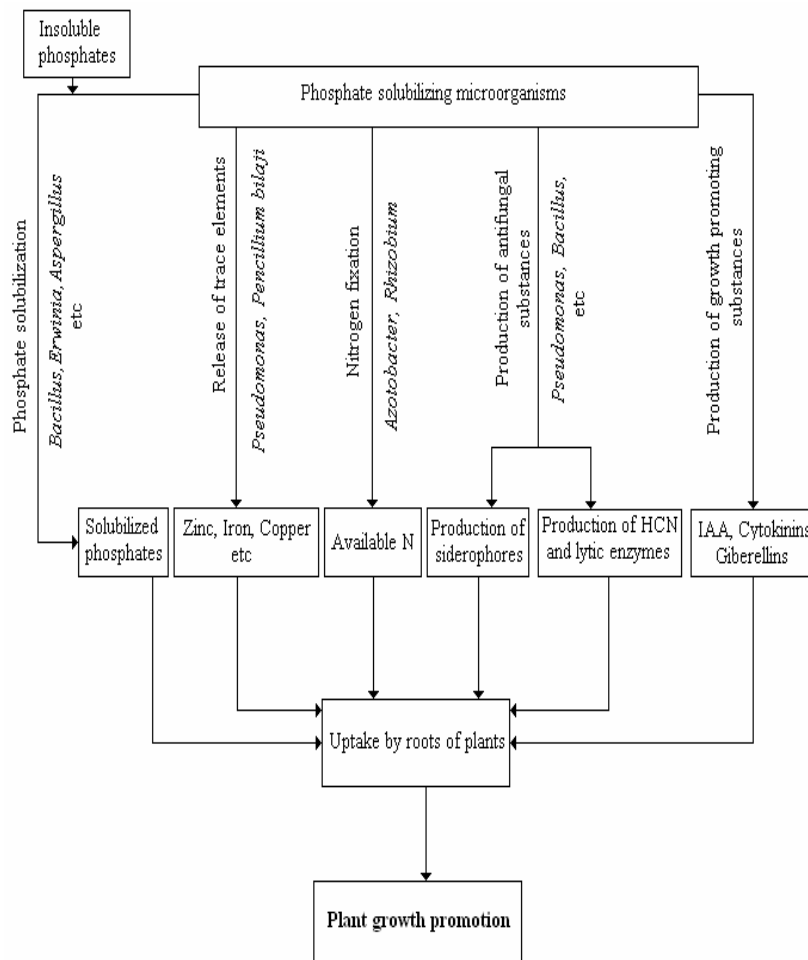 Insoluble
phosphates
Phosphate solubilizing microorganisms
Phosphate solubilization
Bacillus, Erwinia, Aspergillus
etc
Release of trace elements
Pseudomonas, Pencillium bilaji
Nitrogen fixation
Azotobacter, Rhizobium
Production of antifungal
substances
Pseudomonas, Bacillus,
etc
Production of growth promoting
substances
Solubilized
phosphates
Zinc, Iron, Copper
etc
Available N
Production of
siderophores
Production of HCN
and lytic enzymes
IAA, Cytokinins
Giberellins
Uptake by roots of plants
Plant growth promotion